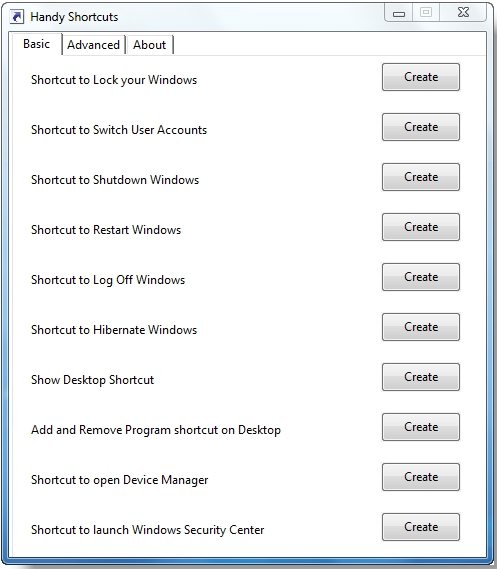 Handy Shortcuts
Basic Advanced About
Shortcut to Lock your Windows Create
Shortcut to Switch User Accounts Create
Shortcut to Shutdown Windows Create
Shortcut to Restart Windows Create
Shortcut to Log Off Windows Create
Shortcut to Hibernate Windows Create
Show Desktop Shortcut Create
Add and Remove Program shortcut on Desktop Create
Shortcut to open Device Manager Create
Shortcut to launch Windows Security Center Create